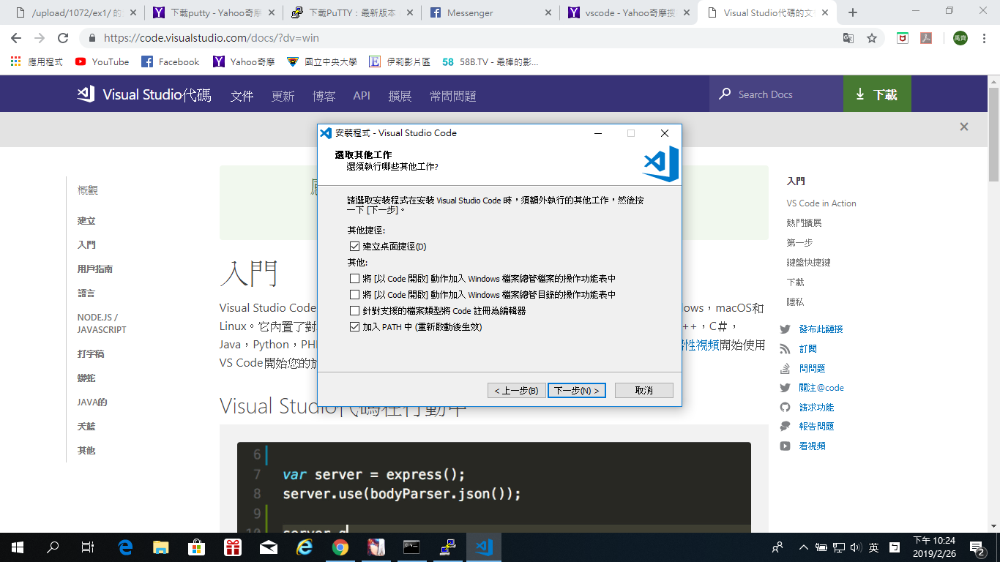 /upload/1072/ex1/ 的
下載putty - Yahoo奇摩
下載PuTTY：最新版本
Messenger
vscode - Yahoo奇摩搜
Visual Studio代碼的文
https://code.visualstudio.com/docs/?dv=win
禹齊
應用程式
YouTube
Facebook
Yahoo奇摩
國立中央大學
伊莉影片區
58 58B.TV - 最棒的影...
Visual Studio代碼
文件
更新
博客
API
擴展
常問問題
Search Docs
下載
安裝程式 - Visual Studio Code
選取其他工作
還須執行哪些其他工作?
請選取安裝程式在安裝 Visual Studio Code 時，須額外執行的其他工作，然後按
一下 [下一步]。
其他捷徑:
建立桌面捷徑(D)
其他:
將 [以 Code 開啟] 動作加入 Windows 檔案總管檔案的操作功能表中
將 [以 Code 開啟] 動作加入 Windows 檔案總管目錄的操作功能表中
針對支援的檔案類型將 Code 註冊為編輯器
加入 PATH 中 (重新啟動後生效)
< 上一步(B)
下一步(N) >
取消
概觀
建立
入門
用戶指南
語言
NODE.JS /
JAVASCRIPT
打字稿
蟒蛇
JAVA的
天藍
其他
入門
Visual Studio Code
ows，macOS和
Linux。它內置了對
++，C＃，
Java，Python，PH
性視頻開始使用
VS Code開始您的旅
Visual Studio代碼在行動中
6
7 var server = express();
8 server.use(bodyParser.json());
9
10 server.g
入門
VS Code in Action
熱門擴展
第一步
鍵盤快捷鍵
下載
隱私
發布此鏈接
訂閱
問問題
關注@code
請求功能
報告問題
看視頻
英
下午 10:24
2019/2/26
2